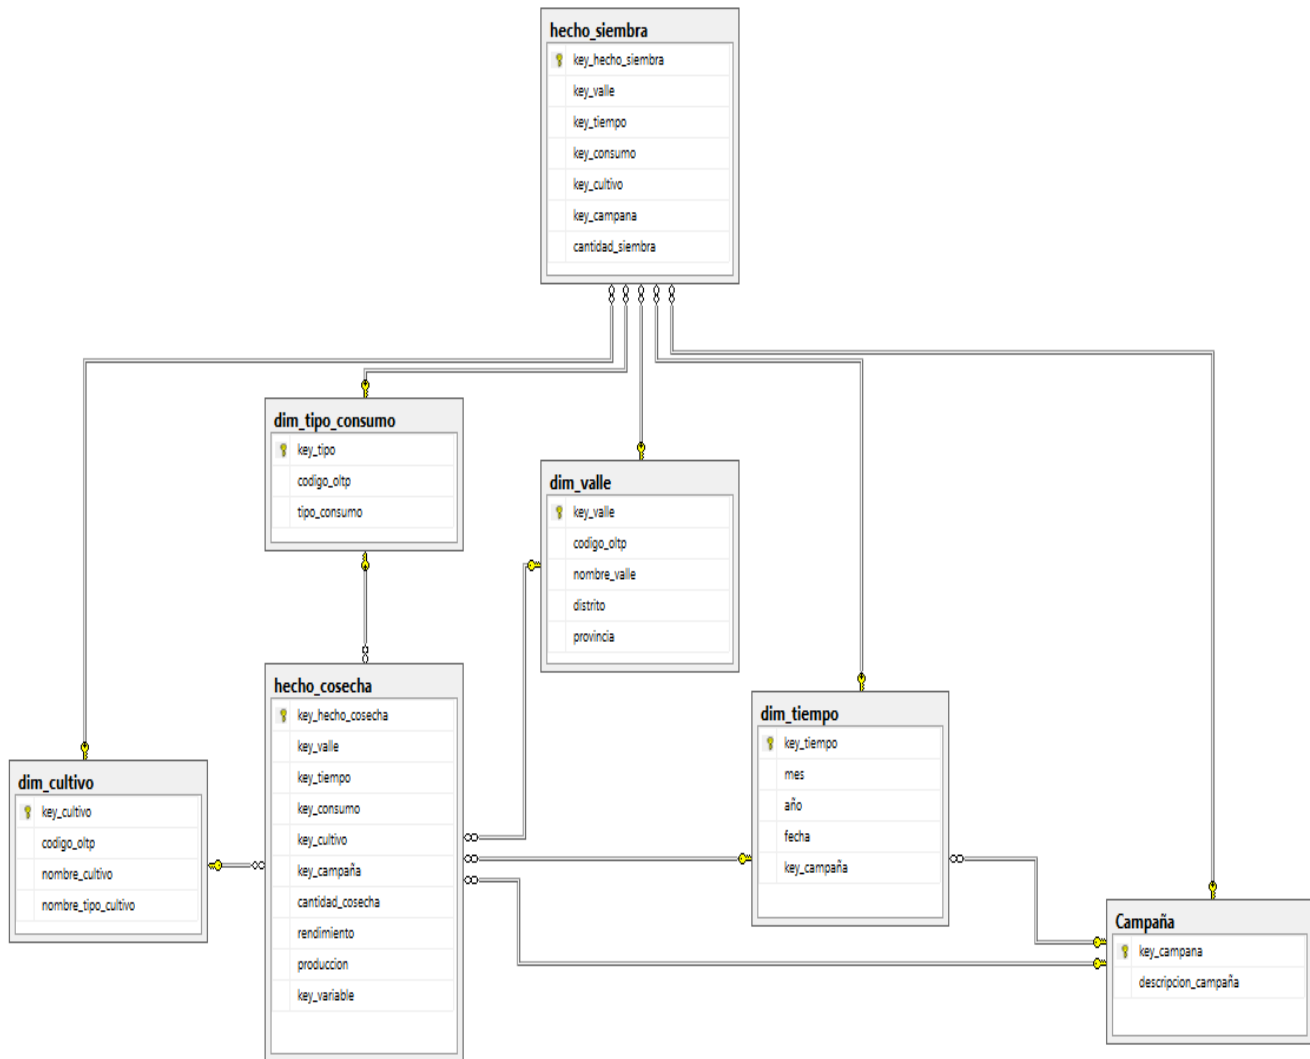 hecho_siembra
key_hecho_siembra
key_valle
key_tiempo
key_consumo
key_cultivo
key_campana
cantidad_siembra
dim_tipo_consumo
key_tipo
codigo_oltp
tipo_consumo
dim_valle
key_valle
codigo_oltp
nombre_valle
distrito
provincia
hecho_cosecha
key_hecho_cosecha
key_valle
key_tiempo
key_consumo
key_cultivo
key_campaña
cantidad_cosecha
rendimiento
produccion
key_variable
dim_tiempo
key_tiempo
mes
año
fecha
key_campaña
dim_cultivo
key_cultivo
codigo_oltp
nombre_cultivo
nombre_tipo_cultivo
Campaña
key_campana
descripcion_campaña